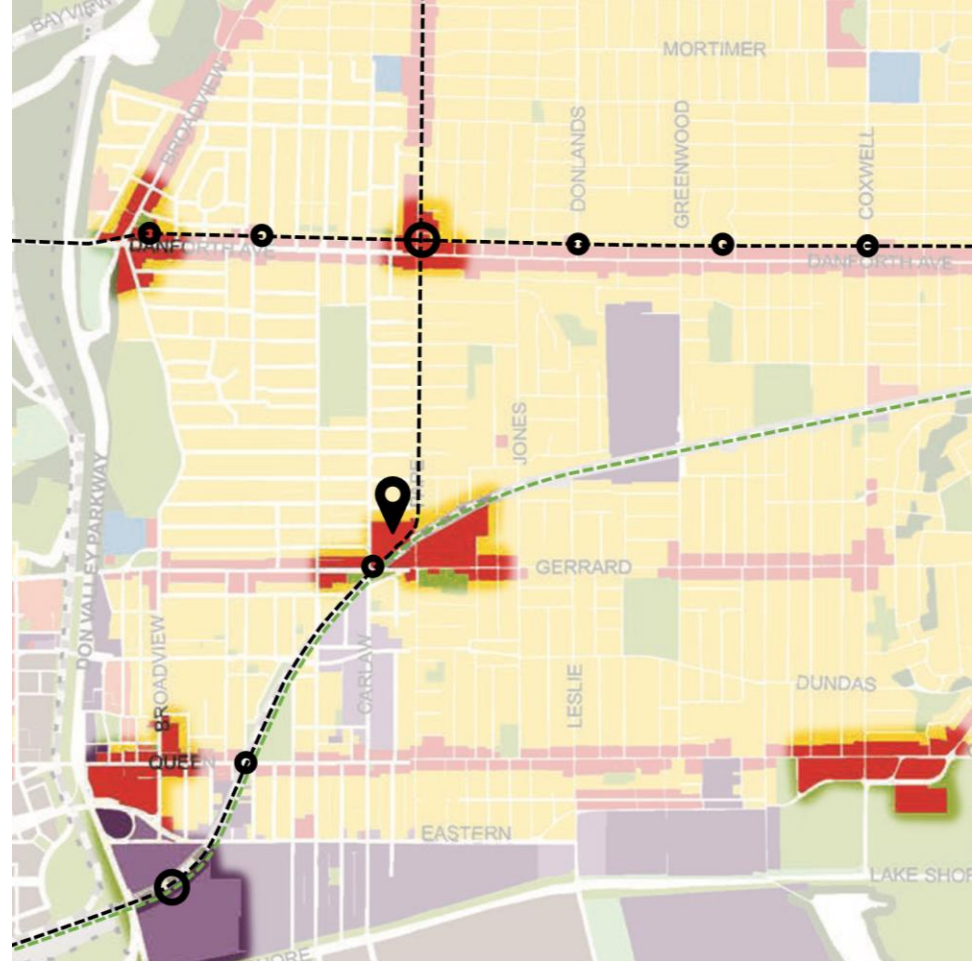 BAYVIEW
MORTIMER
BROADVIEW
DONLANDS
GREENWOOD
COXWELL
DANFORTH AVE
DANFORTH AVE
JONES
DON VALLEY PARKWAY
GERRARD
BROADVIEW
CARLAW
LESLIE
DUNDAS
QUEEN
EASTERN
LAKE SHOR
HORE